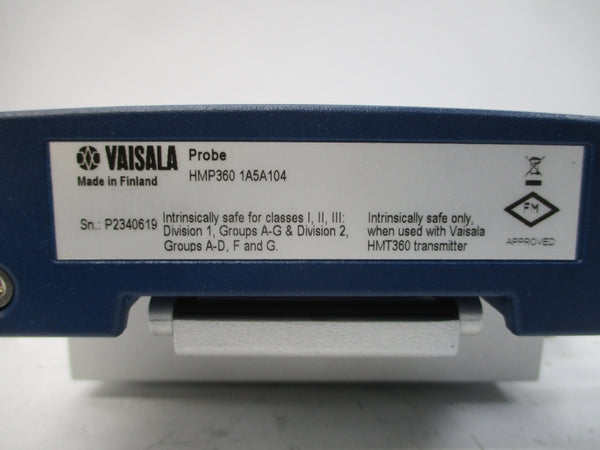 VAISALA
Made in Finland
Probe
HMP360 1A5A104
Sn.: P2340619
Intrinsically safe for classes I, II, III:
Division 1, Groups A-G & Division 2,
Groups A-D, F and G.
Intrinsically safe only,
when used with Vaisala
HMT360 transmitter
FM
APPROVED